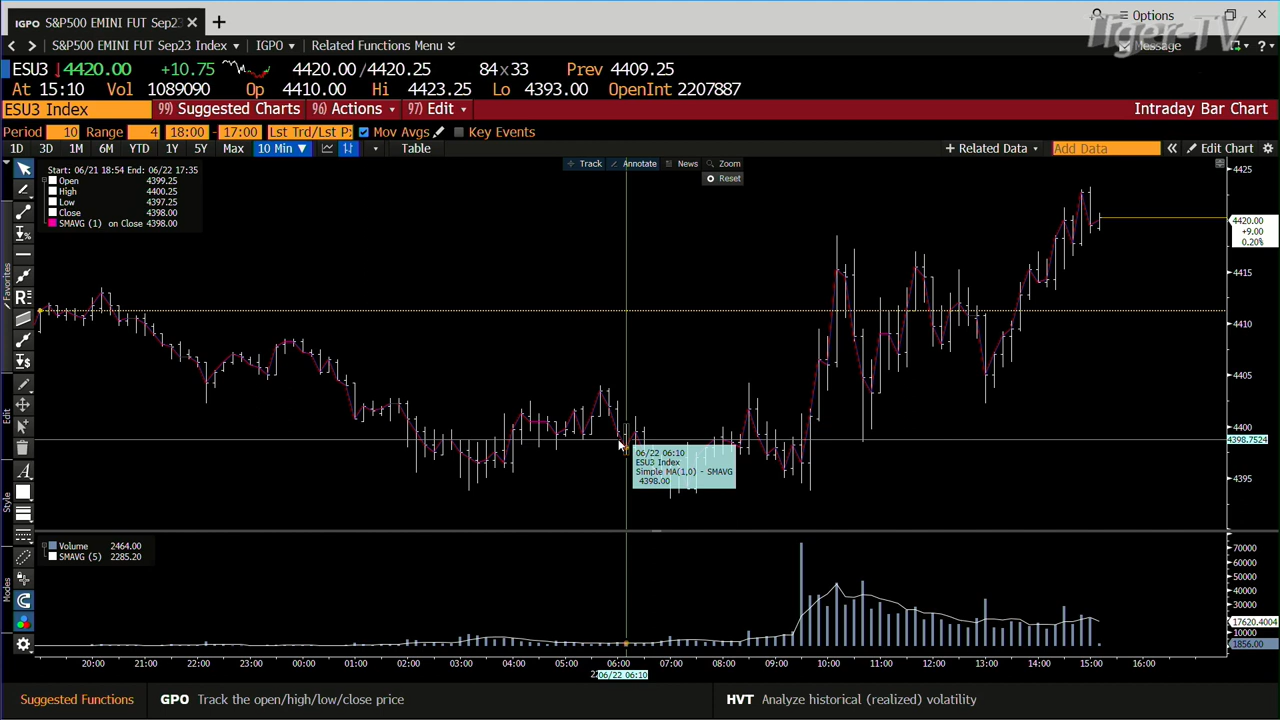 IGPO S&P500 EMINI FUT Sep23
Options
Tiger-TV
S&P500 EMINI FUT Sep23 Index IGPO Related Functions Menu Message
ESU3 4420.00 +10.75 4420.00/4420.25 84x33 Prev 4409.25
At 15:10 Vol 1089090 Op 4410.00 Hi 4423.25 Lo 4393.00 OpenInt 2207887
ESU3 Index 99) Suggested Charts 96) Actions 97) Edit Intraday Bar Chart
Period 10 Range 4 18:00 - 17:00 Lst Trd/Lst P Mov Avgs Key Events
1D 3D 1M 6M YTD 1Y 5Y Max 10 Min Table + Related Data Add Data Edit Chart
Track Annotate News Zoom
Reset
Start: 06/21 18:54 End: 06/22 17:35
Open 4399.25
High 4400.25
Low 4397.25
Close 4398.00
SMAVG (1) on Close 4398.00
Favorites
Edit
Style
Modes
4425
4420.00
+9.00
0.20%
4415
4410
4405
4400
4398.7524
4395
06/22 06:10
ESU3 Index
Simple MA(1,0) - SMAVG
4398.00
Volume 2464.00
SMAVG (5) 2285.20
70000
60000
50000
40000
30000
17620.4004
10000
1856.00
20:00 21:00 22:00 23:00 00:00 01:00 02:00 03:00 04:00 05:00 06:00 07:00 08:00 09:00 10:00 11:00 12:00 13:00 14:00 15:00 16:00
06/22 06:10
Suggested Functions GPO Track the open/high/low/close price HVT Analyze historical (realized) volatility